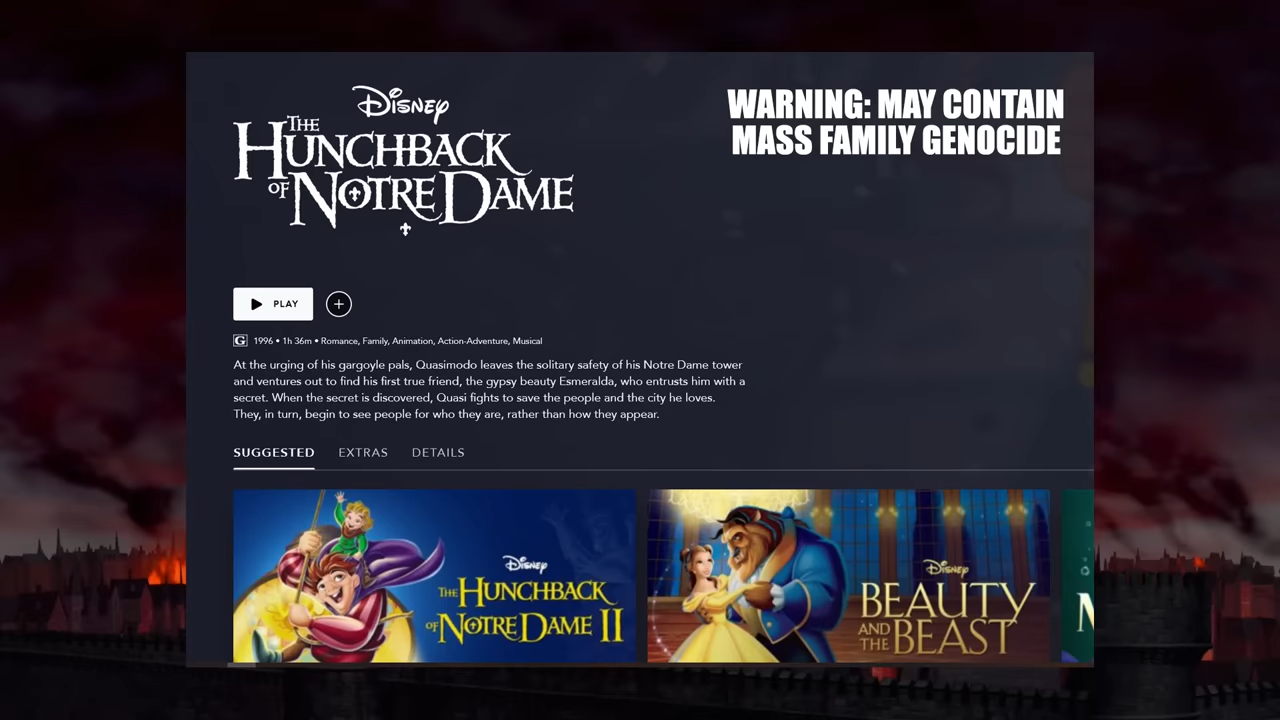 DISNEY
THE
HUNCHBACK
OF NOTRE DAME
WARNING: MAY CONTAIN
MASS FAMILY GENOCIDE
PLAY
G 1996 • 1h 36m • Romance, Family, Animation, Action-Adventure, Musical
At the urging of his gargoyle pals, Quasimodo leaves the solitary safety of his Notre Dame tower
and ventures out to find his first true friend, the gypsy beauty Esmeralda, who entrusts him with a
secret. When the secret is discovered, Quasi fights to save the people and the city he loves.
They, in turn, begin to see people for who they are, rather than how they appear.
SUGGESTED EXTRAS DETAILS
DISNEY
THE HUNCHBACK
OF NOTRE DAME II
DISNEY
BEAUTY
AND THE BEAST